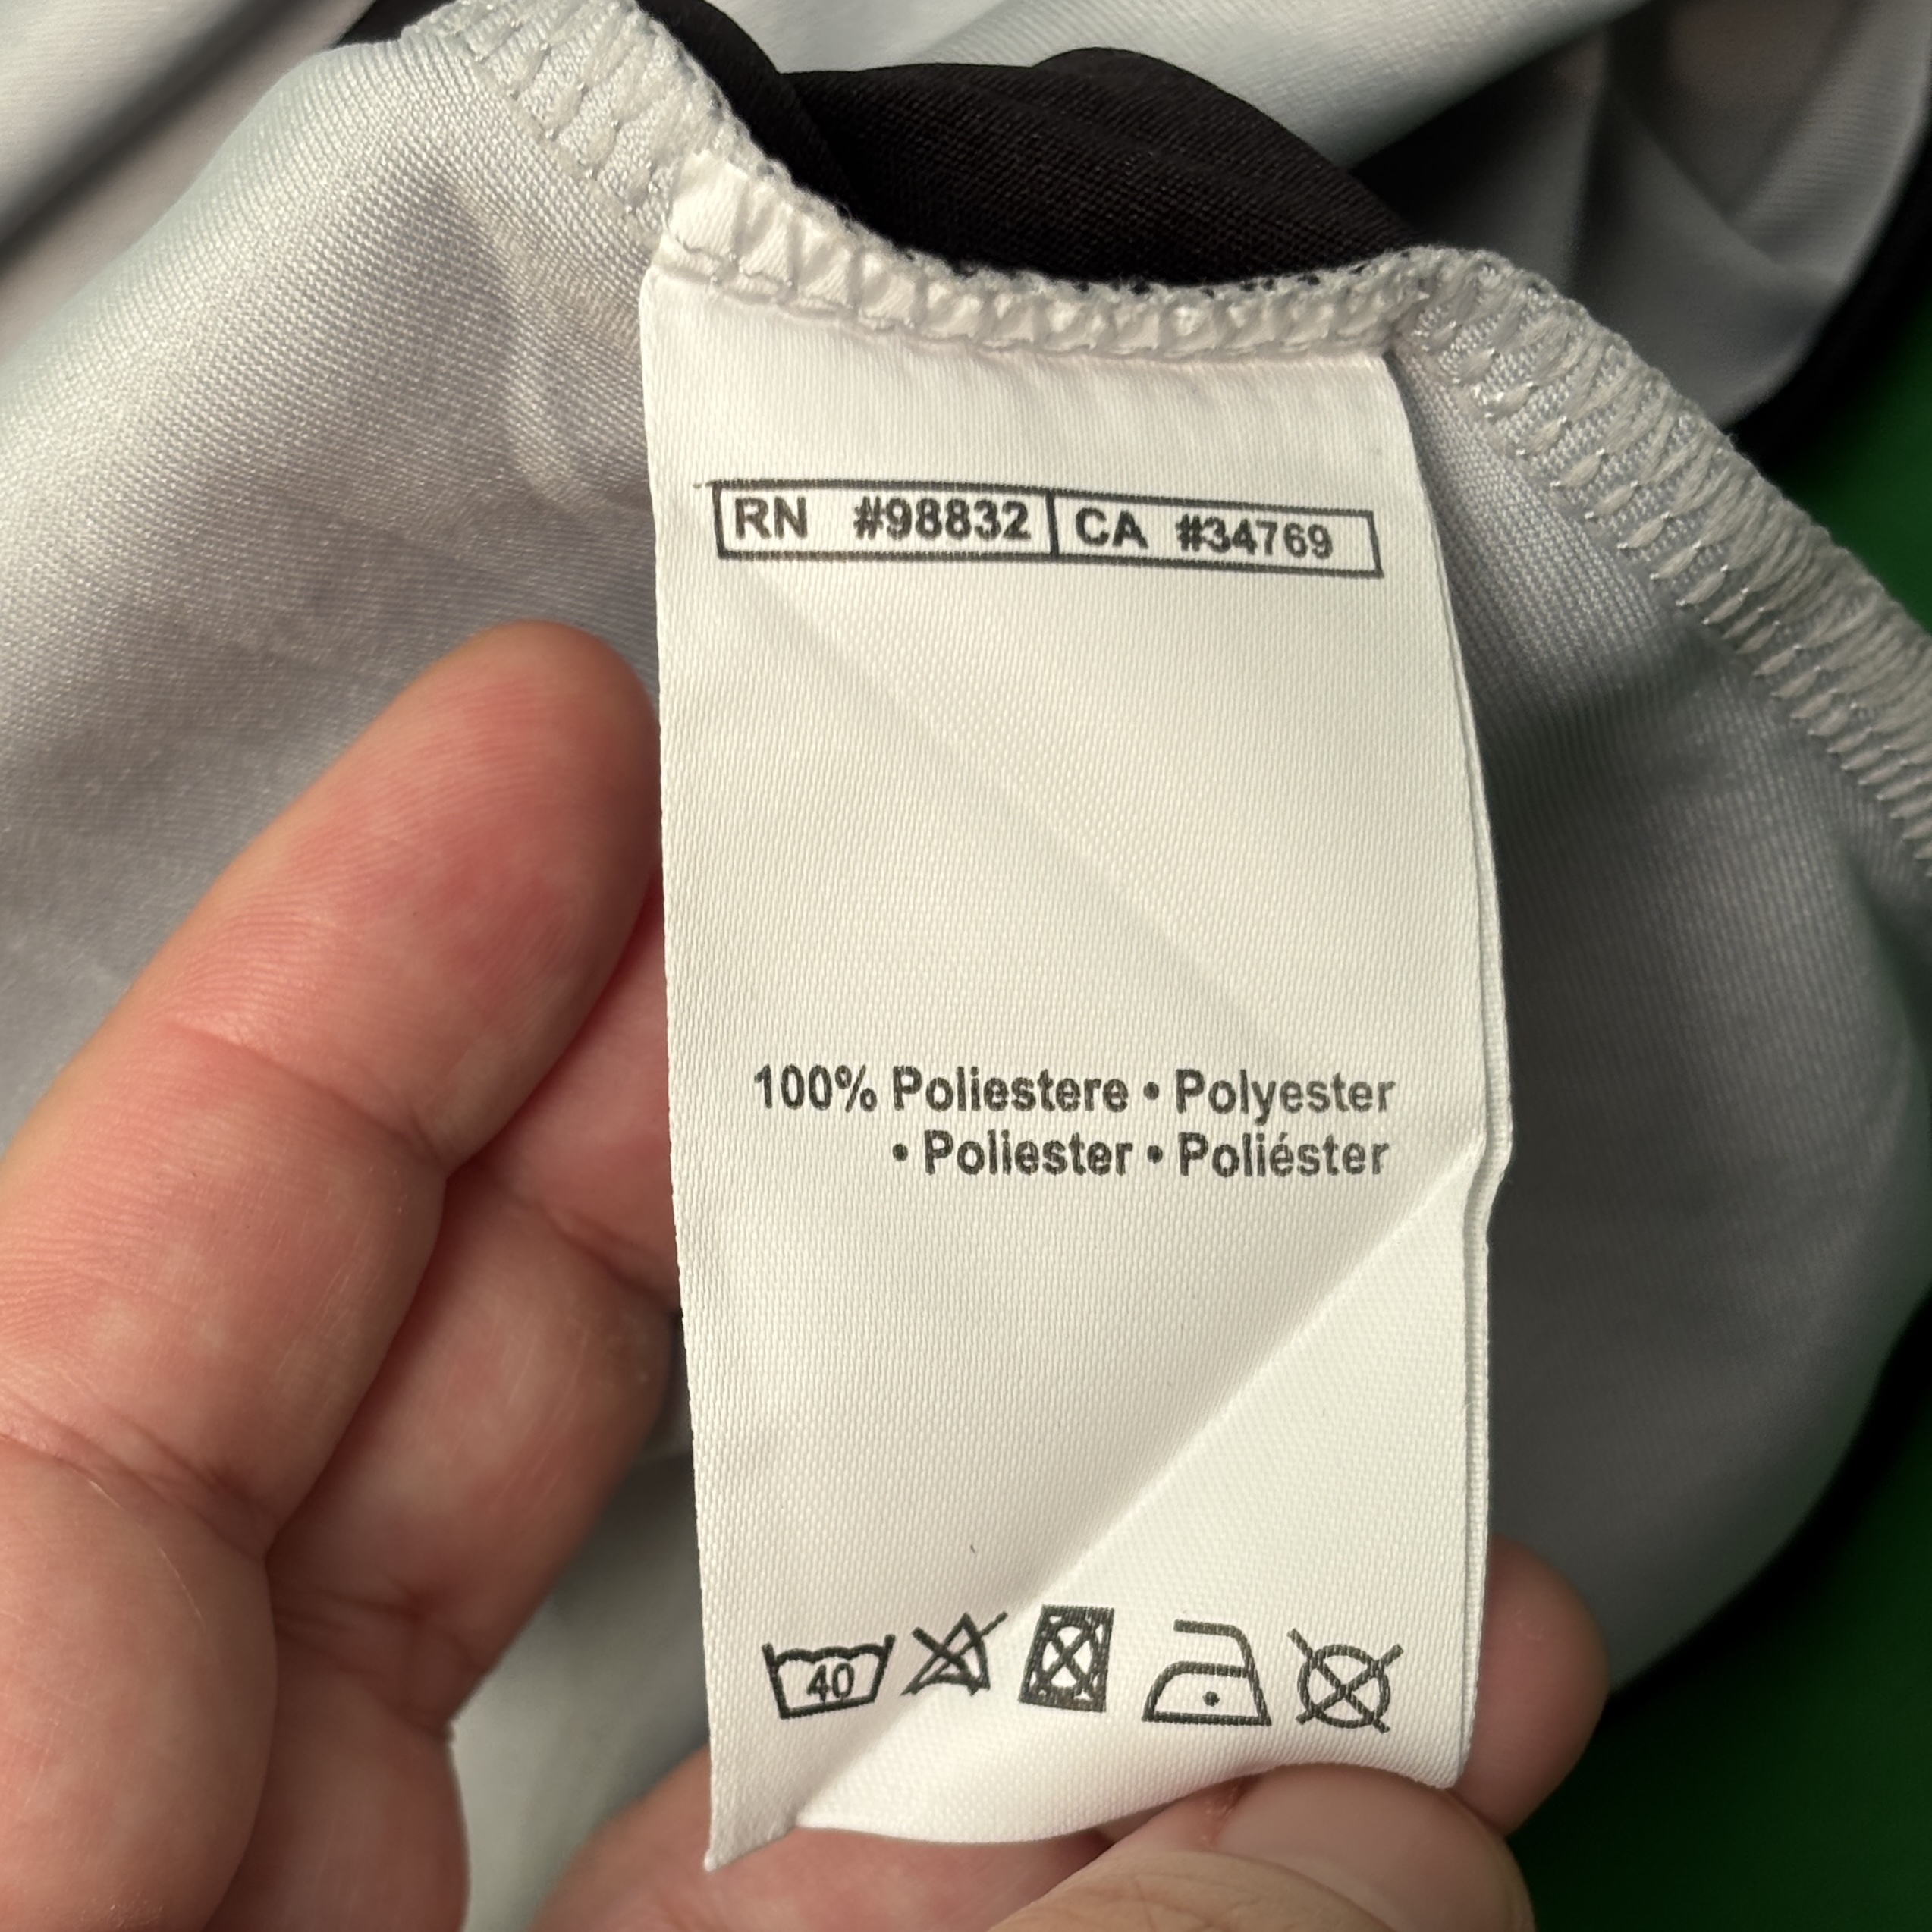 RN #98832 CA #34769
100% Poliestere • Polyester
• Poliester • Poliéster
40